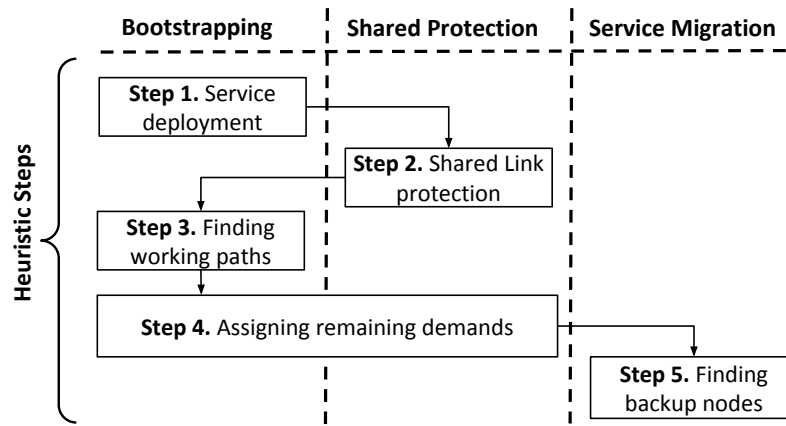 Bootstrapping
Shared Protection
Service Migration
Heuristic Steps
Step 1. Service
deployment
Step 2. Shared Link
protection
Step 3. Finding
working paths
Step 4. Assigning remaining demands
Step 5. Finding
backup nodes